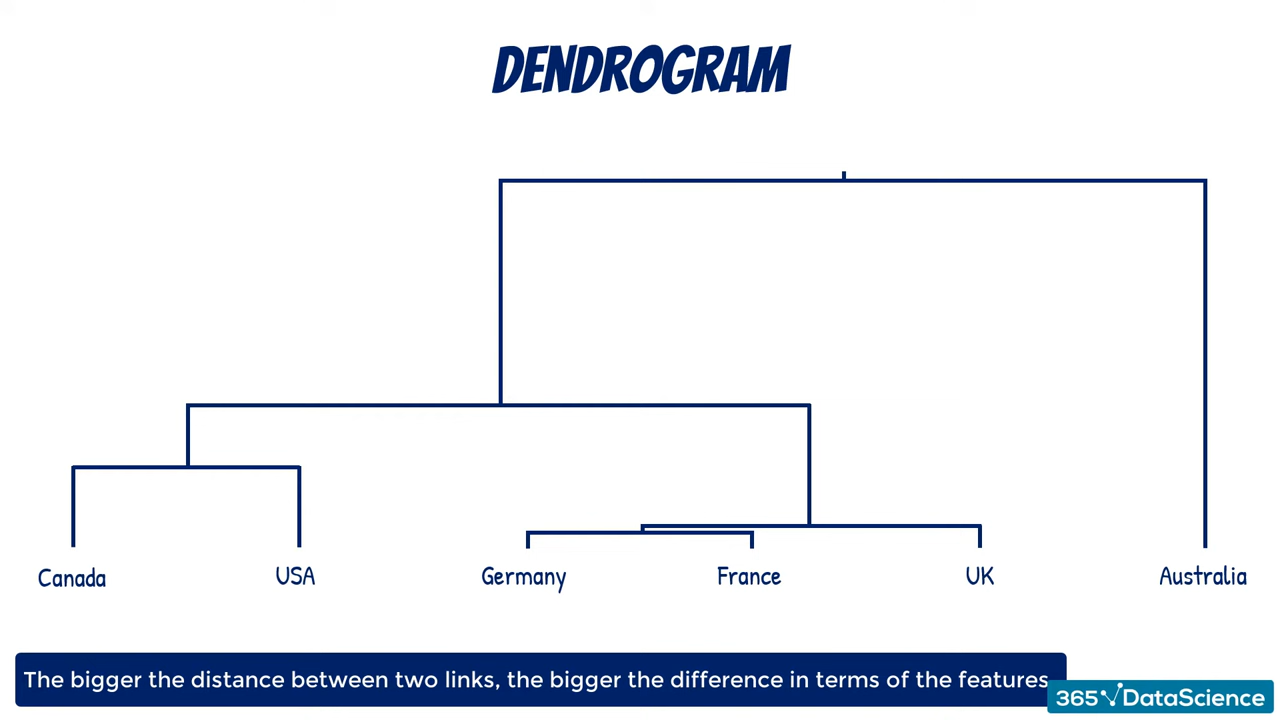 DENDROGRAM
Canada USA Germany France UK Australia
The bigger the distance between two links, the bigger the difference in terms of the features
365 DataScience